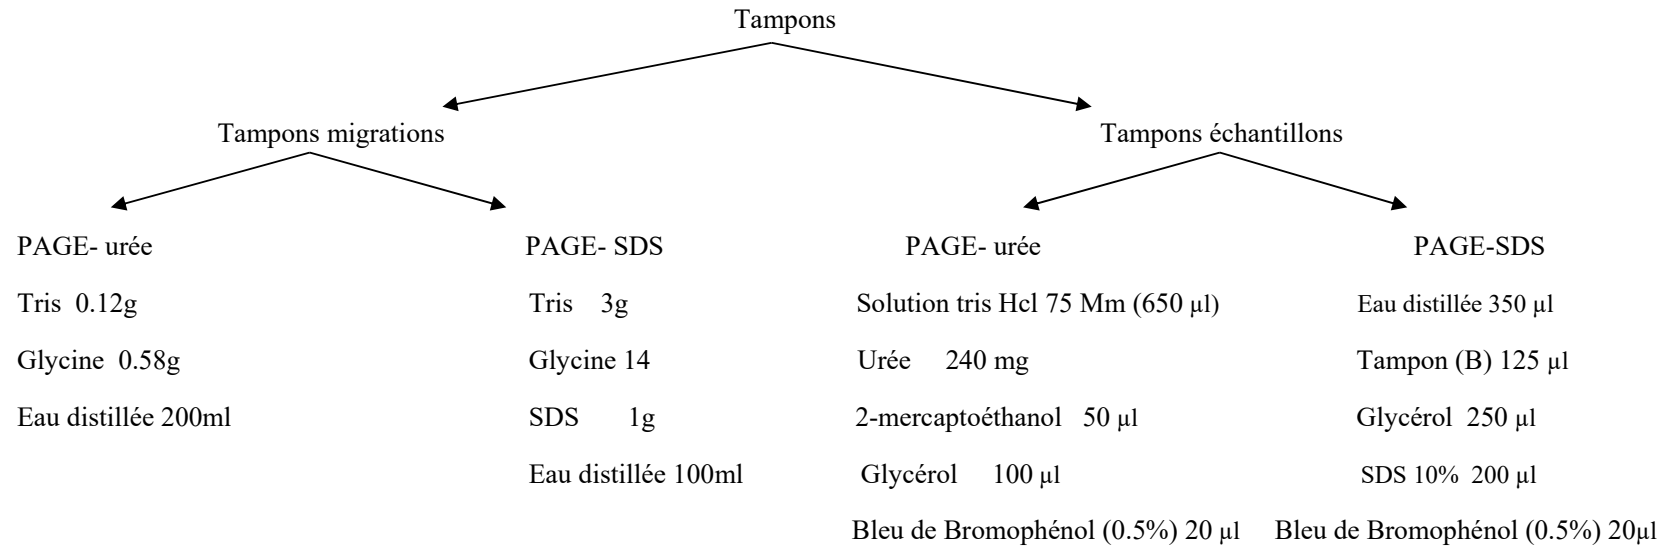 Tampons
Tampons migrations
Tampons échantillons
PAGE- urée
PAGE- SDS
PAGE- urée
PAGE-SDS
Tris 0.12g
Tris 3g
Solution tris Hcl 75 Mm (650 µl)
Eau distillée 350 µl
Glycine 0.58g
Glycine 14
Urée 240 mg
Tampon (B) 125 µl
Eau distillée 200ml
SDS 1g
2-mercaptoéthanol 50 µl
Glycérol 250 µl
Eau distillée 100ml
Glycérol 100 µl
SDS 10% 200 µl
Bleu de Bromophénol (0.5%) 20 µl
Bleu de Bromophénol (0.5%) 20µl